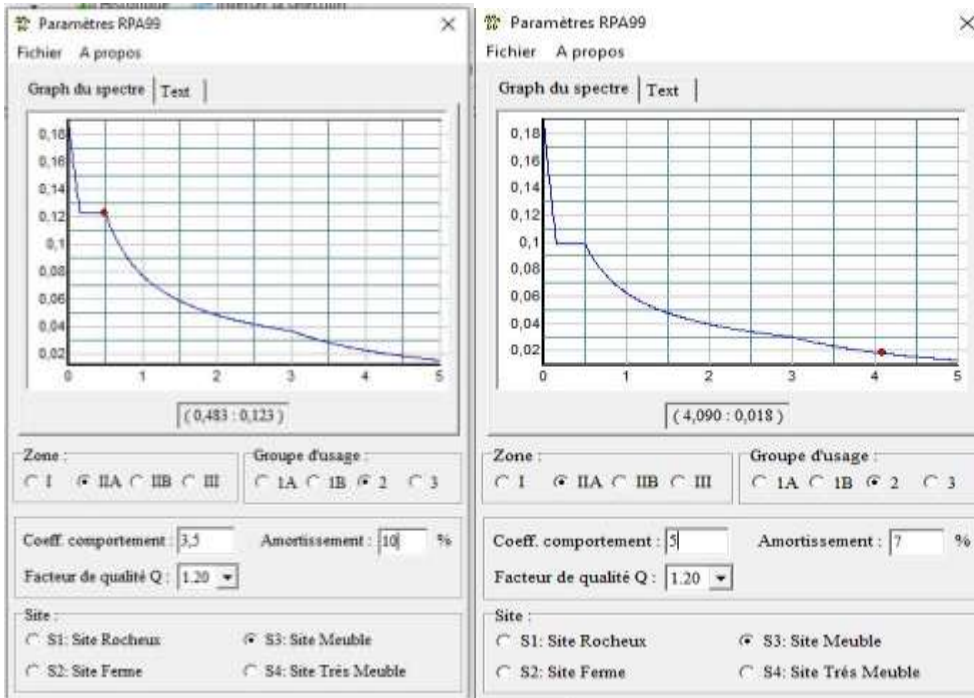 Paramètres RPA99
Fichier A propos
Graph du spectre Text
0,18
0,16
0,14
0,12
0,1
0,08
0,06
0,04
0,02
0 1 2 3 4 5
( 0,483 : 0,123 )
Zone :
I IIA IIB III
Groupe d'usage :
1A 1B 2 3
Coeff. comportement : 3,5 Amortissement : 10 %
Facteur de qualité Q : 1.20
Site :
S1: Site Rocheux S3: Site Meuble
S2: Site Ferme S4: Site Trés Meuble
Paramètres RPA99
Fichier A propos
Graph du spectre Text
0,18
0,16
0,14
0,12
0,1
0,08
0,06
0,04
0,02
0 1 2 3 4 5
( 4,090 : 0,018 )
Zone :
I IIA IIB III
Groupe d'usage :
1A 1B 2 3
Coeff. comportement : 5 Amortissement : 7 %
Facteur de qualité Q : 1.20
Site :
S1: Site Rocheux S3: Site Meuble
S2: Site Ferme S4: Site Trés Meuble